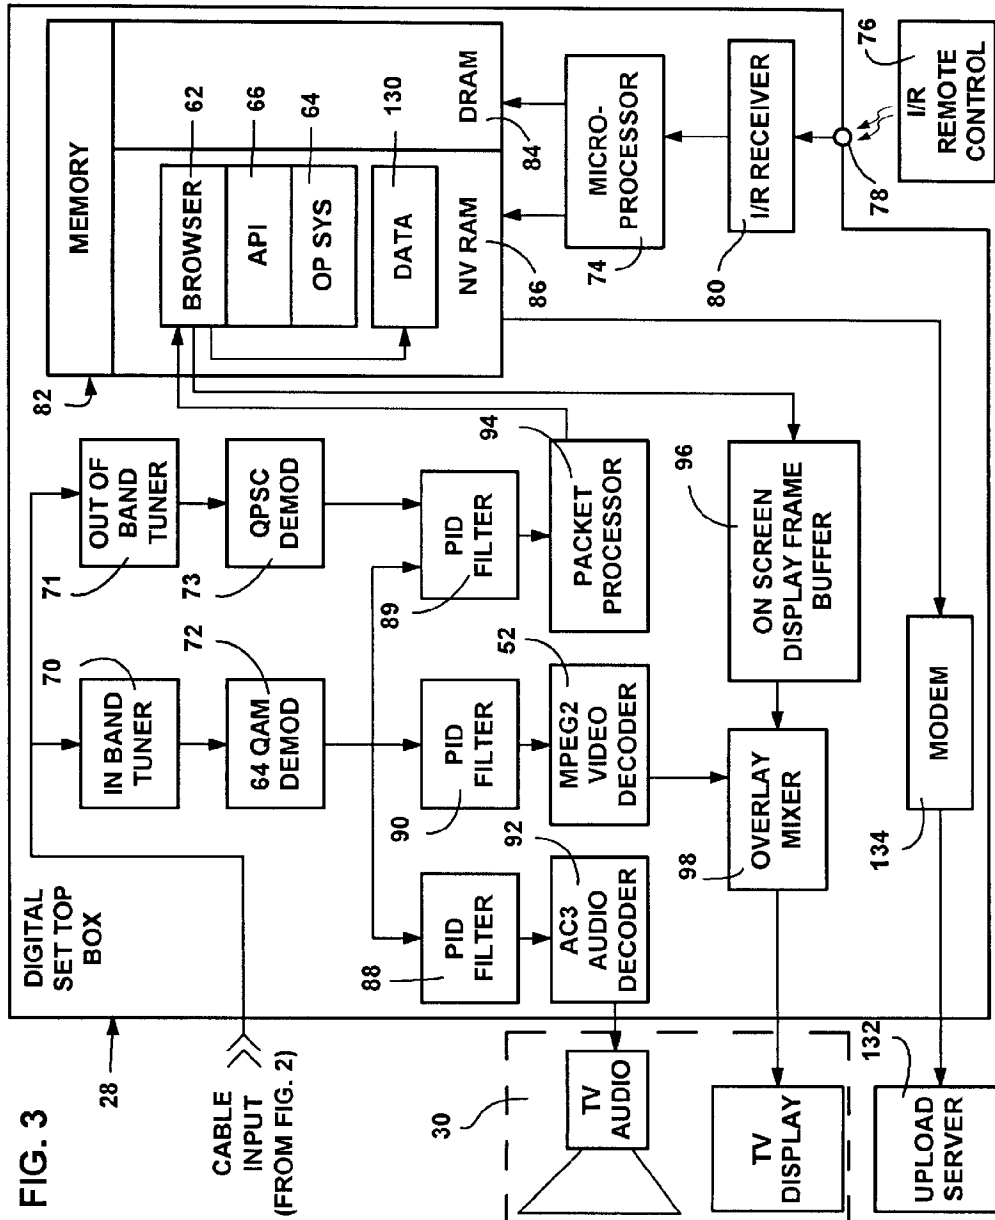 FIG. 3
28
DIGITAL
SET TOP
BOX
CABLE
INPUT
(FROM FIG. 2)
70
IN BAND
TUNER
OUT OF
BAND
TUNER
71
72
64 QAM
DEMOD
QPSC
DEMOD
73
PID
FILTER
88
PID
FILTER
90
PID
FILTER
89
92
AC3
AUDIO
DECODER
52
MPEG2
VIDEO
DECODER
94
PACKET
PROCESSOR
82
MEMORY
BROWSER
62
API
66
OP SYS
64
DATA
130
NV RAM
86
DRAM
84
MICRO-
PROCESSOR
74
I/R RECEIVER
80
78
76
I/R
REMOTE
CONTROL
96
ON SCREEN
DISPLAY FRAME
BUFFER
OVERLAY
MIXER
98
MODEM
134
30
TV
AUDIO
TV
DISPLAY
132
UPLOAD
SERVER